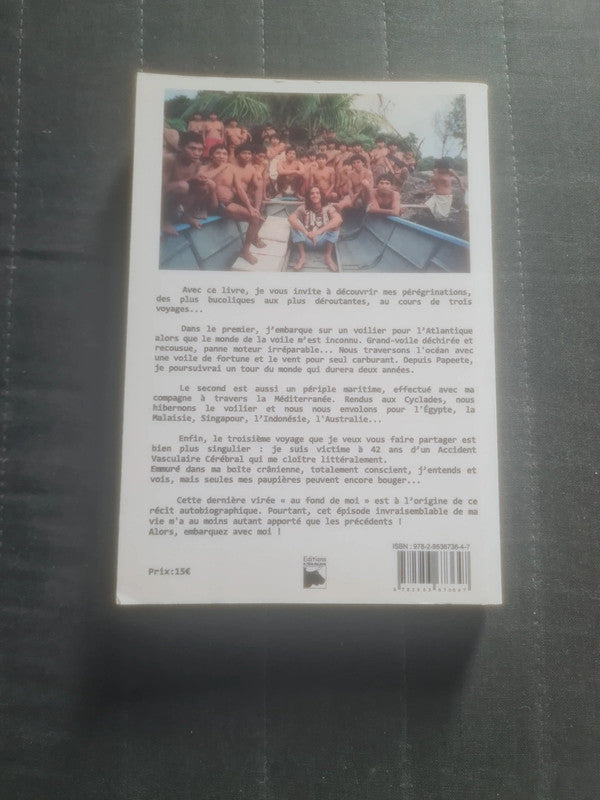 Avec ce livre, je vous invite à découvrir mes pérégrinations,
des plus bucoliques aux plus déroutantes, au cours de trois
voyages...
Dans le premier, j'embarque sur un voilier pour l'Atlantique
alors que le monde de la voile m'est inconnu. Grand-voile déchirée et
recousue, panne moteur irréparable... Nous traversons l'océan avec
une voile de fortune et le vent pour seul carburant. Depuis Papeete,
je poursuivrai un tour du monde qui durera deux années.
Le second est aussi un périple maritime, effectué avec ma
compagne à travers la Méditerranée. Rendus aux Cyclades, nous
hibernons le voilier et nous nous envolons pour l'Égypte, la
Malaisie, Singapour, l'Indonésie, l'Australie...
Enfin, le troisième voyage que je veux vous faire partager est
bien plus singulier : je suis victime à 42 ans d'un Accident
Vasculaire Cérébral qui me cloître littéralement.
Emmuré dans ma boîte crânienne, totalement conscient, j'entends et
vois, mais seules mes paupières peuvent encore bouger...
Cette dernière virée « au fond de moi » est à l'origine de ce
récit autobiographique. Pourtant, cet épisode invraisemblable de ma
vie m'a au moins autant apporté que les précédents !
Alors, embarquez avec moi !
ISBN : 978-2-9536736-4-7
Editions
Prix:15€